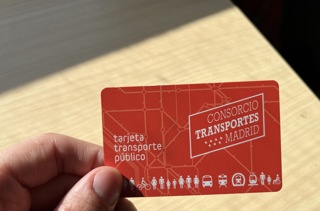 CONSORCIO
TRANSPORTES
MADRID
tarjeta
transporte
público